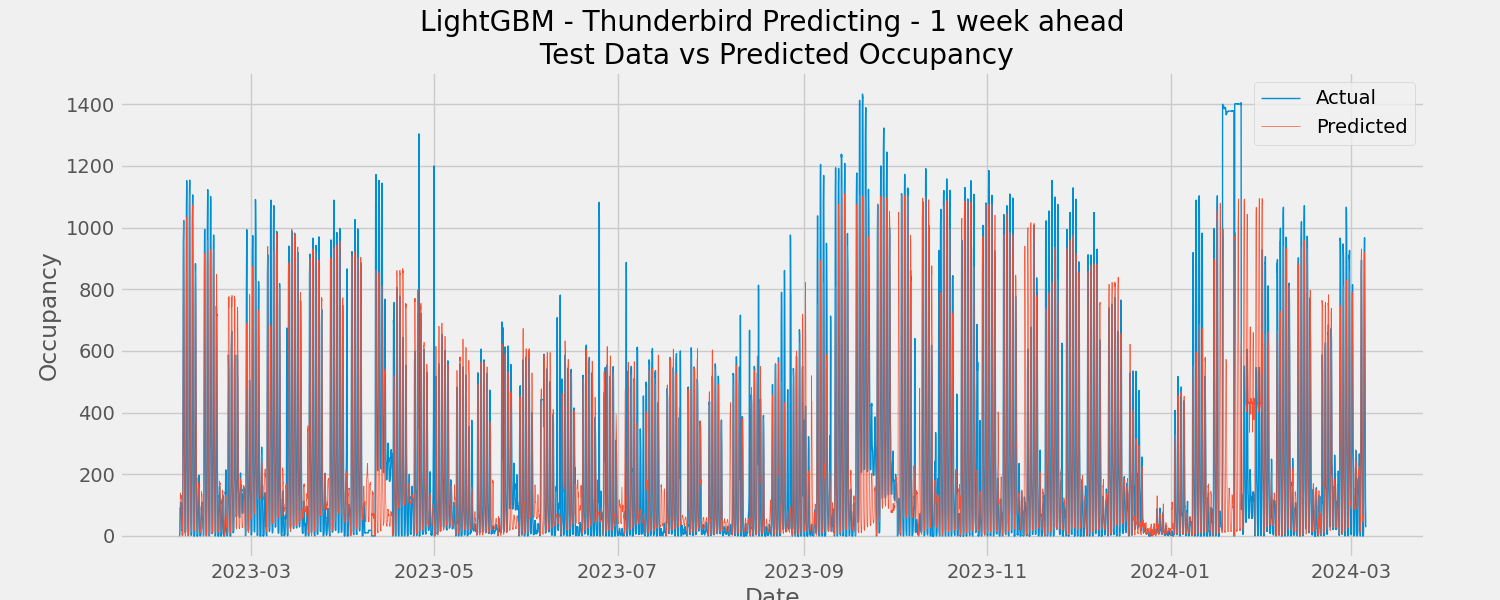 LightGBM - Thunderbird Predicting - 1 week ahead
Test Data vs Predicted Occupancy
Actual
Predicted
Occupancy
1400
1200
1000
800
600
400
200
0
2023-03
2023-05
2023-07
2023-09
2023-11
2024-01
2024-03
Date